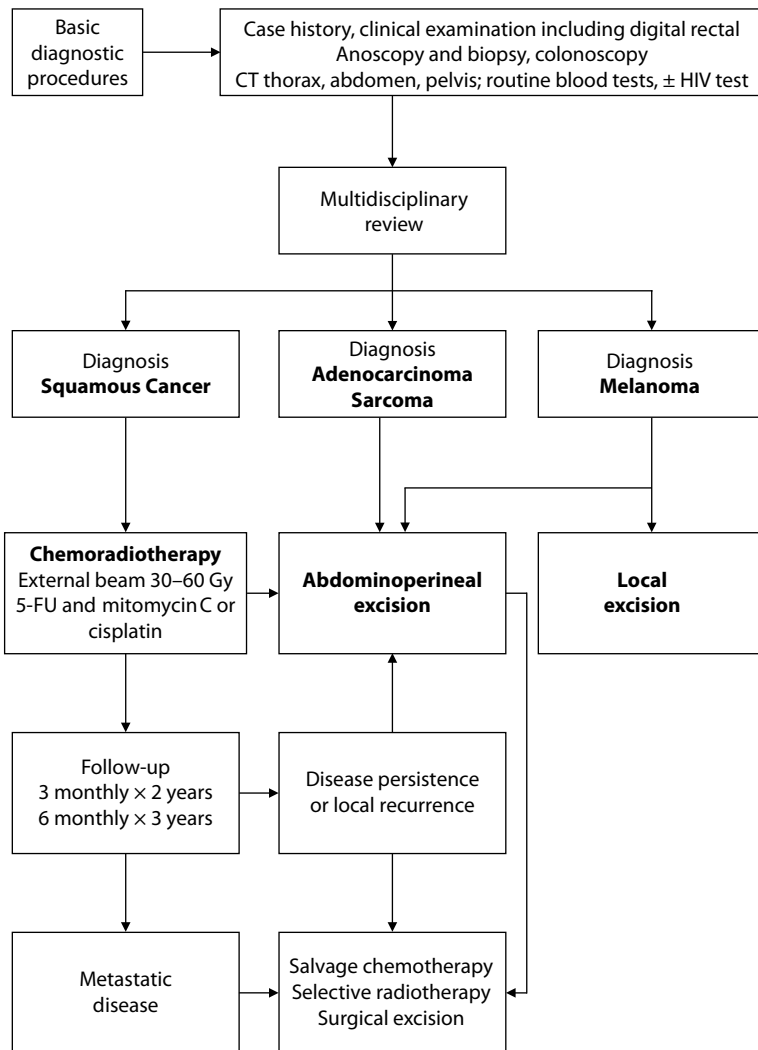 Basic
diagnostic
procedures
Case history, clinical examination including digital rectal
Anoscopy and biopsy, colonoscopy
CT thorax, abdomen, pelvis; routine blood tests, ± HIV test
Multidisciplinary
review
Diagnosis
Squamous Cancer
Diagnosis
Adenocarcinoma
Sarcoma
Diagnosis
Melanoma
Chemoradiotherapy
External beam 30–60 Gy
5-FU and mitomycin C or
cisplatin
Abdominoperineal
excision
Local
excision
Follow-up
3 monthly × 2 years
6 monthly × 3 years
Disease persistence
or local recurrence
Metastatic
disease
Salvage chemotherapy
Selective radiotherapy
Surgical excision